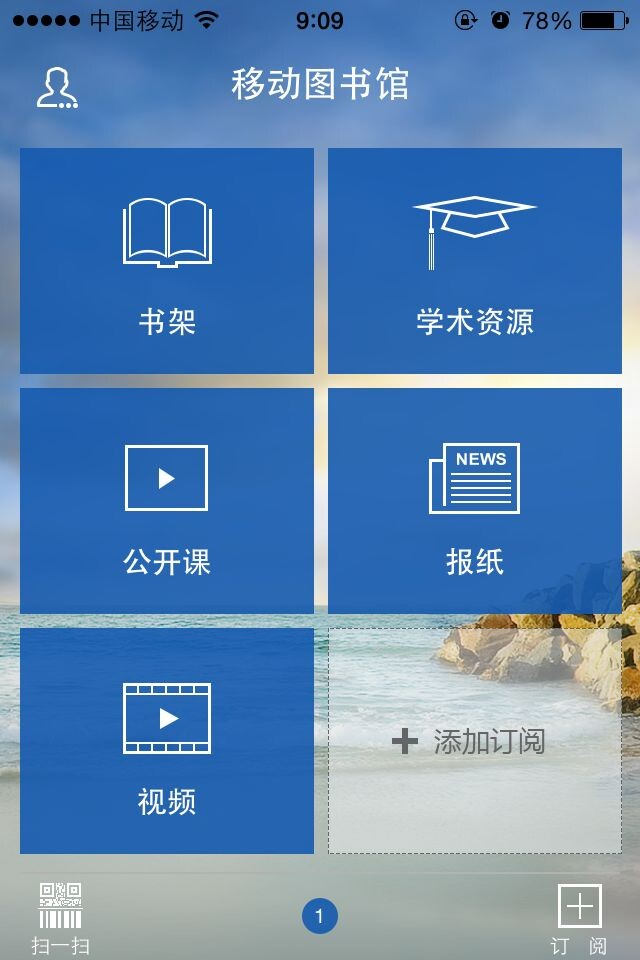 中国移动 9:09 78%
移动图书馆
书架 学术资源
NEWS
公开课 报纸
添加订阅
视频
1
扫一扫 订 阅